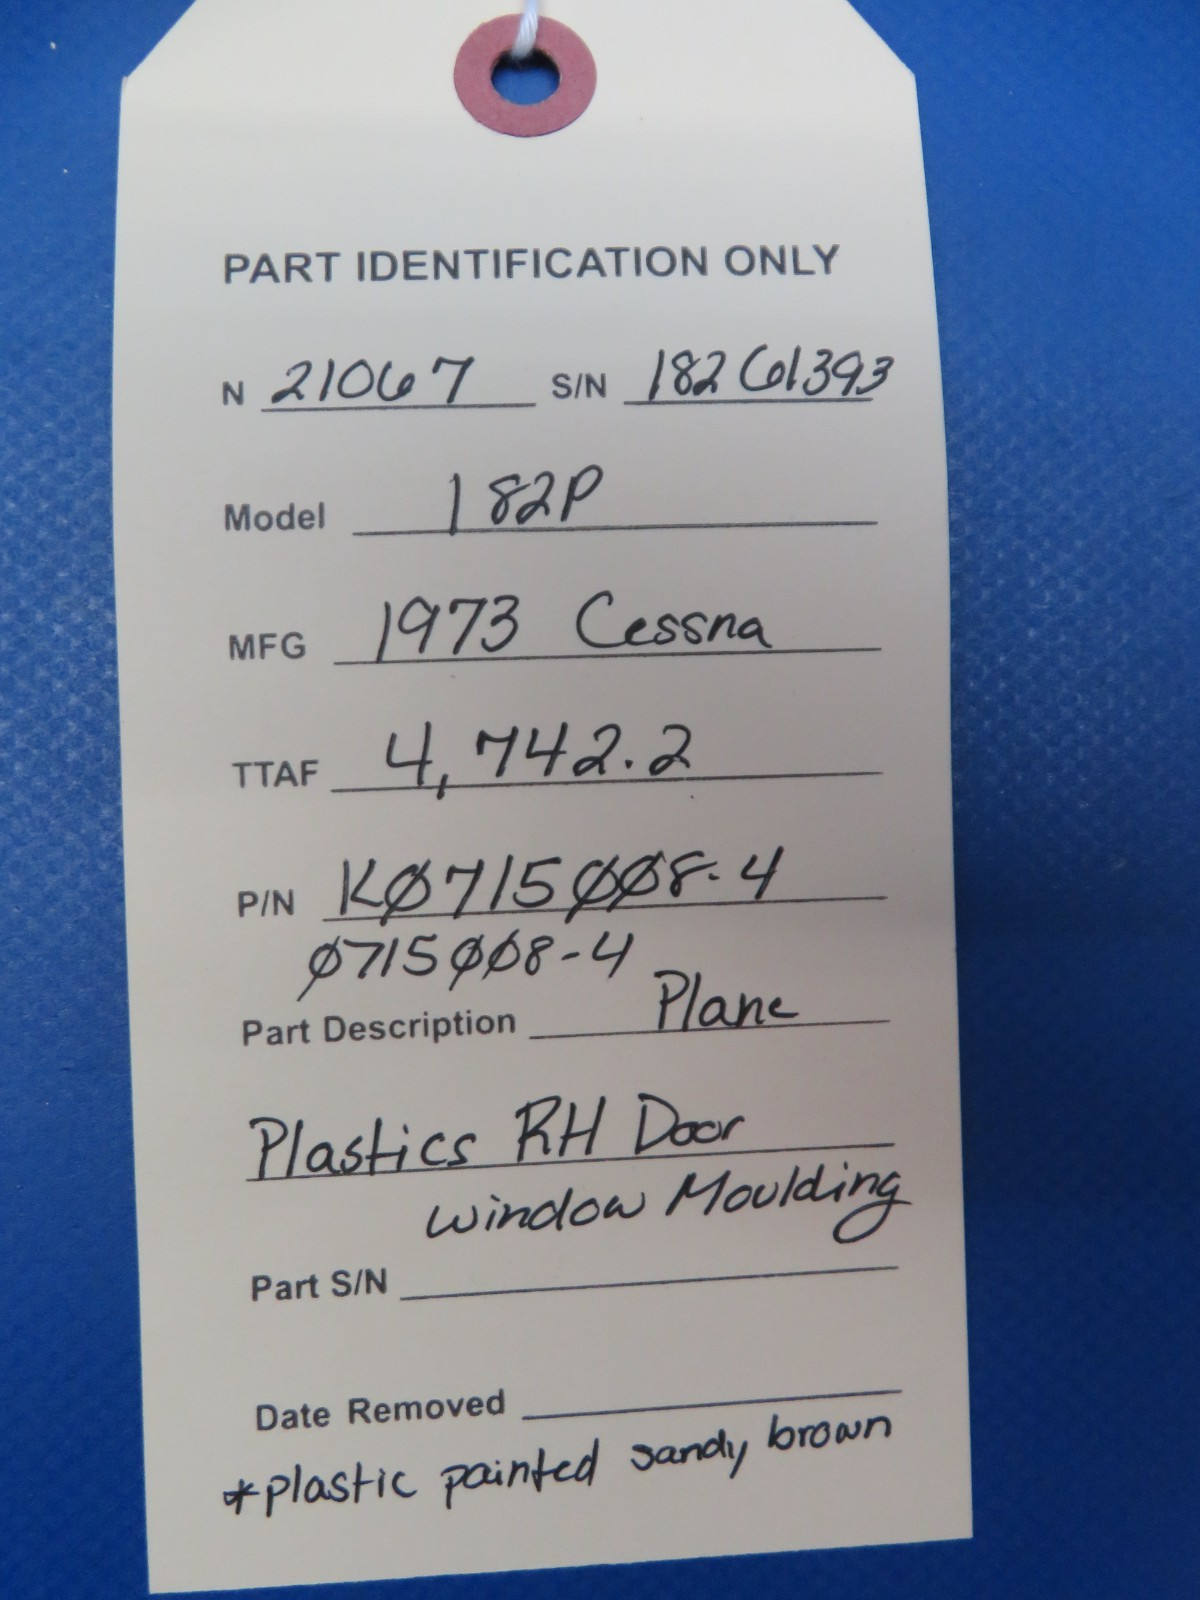 PART IDENTIFICATION ONLY
N 21067 S/N 18261393
Model 182P
MFG 1973 Cessna
TTAF 4,742.2
P/N KØ715ØØ8-4
Ø715ØØ8-4
Part Description Plane
Plastics RH Door
window Moulding
Part S/N
Date Removed
*plastic painted sandy brown